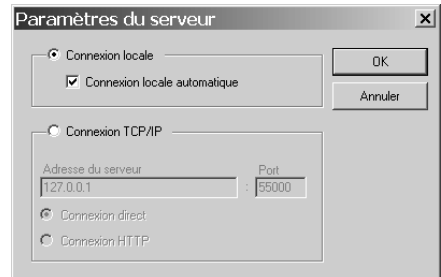 Paramètres du serveur
Connexion locale
OK
Connexion locale automatique
Annuler
Connexion TCP/IP
Adresse du serveur Port
127.0.0.1 : 55000
Connexion direct
Connexion HTTP